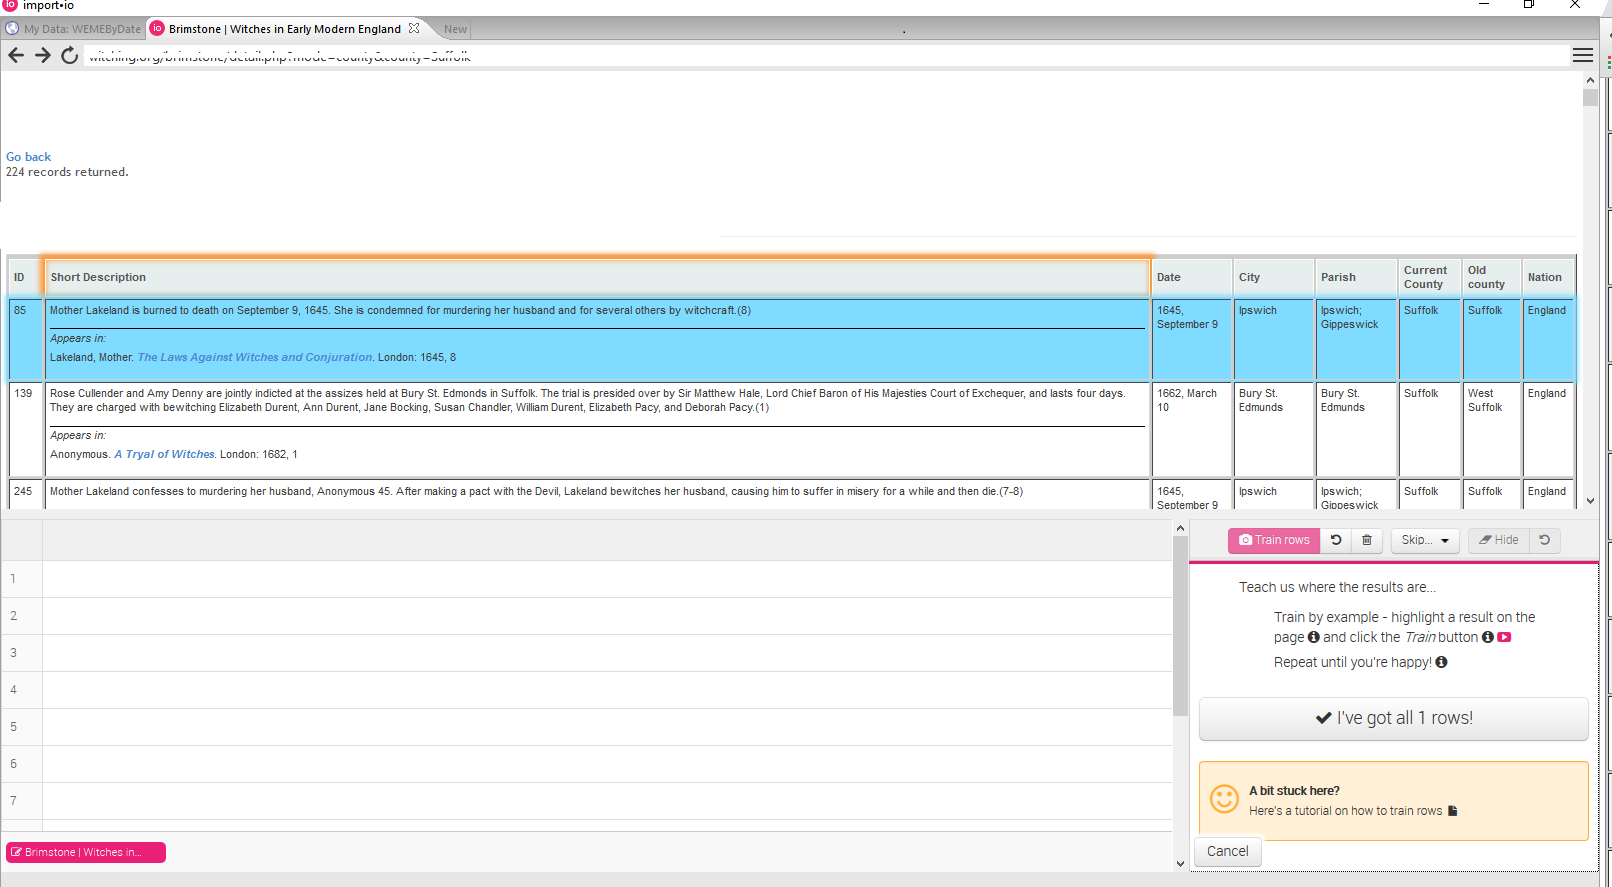 import•io
My Data: WEMEByDate
Brimstone | Witches in Early Modern England
New
witching.org/brimstone/detail.php?mode=county&county=Suffolk
Go back
224 records returned.
ID Short Description Date City Parish Current County Old county Nation
85
Mother Lakeland is burned to death on September 9, 1645. She is condemned for murdering her husband and for several others by witchcraft.(8)
Appears in:
Lakeland, Mother. The Laws Against Witches and Conjuration. London: 1645, 8
1645, September 9
Ipswich
Ipswich; Gippeswick
Suffolk
Suffolk
England
139
Rose Cullender and Amy Denny are jointly indicted at the assizes held at Bury St. Edmonds in Suffolk. The trial is presided over by Sir Matthew Hale, Lord Chief Baron of His Majesties Court of Exchequer, and lasts four days.
They are charged with bewitching Elizabeth Durent, Ann Durent, Jane Bocking, Susan Chandler, William Durent, Elizabeth Pacy, and Deborah Pacy.(1)
Appears in:
Anonymous. A Tryal of Witches. London: 1682, 1
1662, March 10
Bury St. Edmunds
Bury St. Edmunds
Suffolk
West Suffolk
England
245
Mother Lakeland confesses to murdering her husband, Anonymous 45. After making a pact with the Devil, Lakeland bewitches her husband, causing him to suffer in misery for a while and then die.(7-8)
1645, September 9
Ipswich
Ipswich; Gippeswick
Suffolk
Suffolk
England
1
2
3
4
5
6
7
Brimstone | Witches in...
Train rows
Skip...
Hide
Teach us where the results are...
Train by example - highlight a result on the
page and click the Train button
Repeat until you're happy!
I've got all 1 rows!
A bit stuck here?
Here's a tutorial on how to train rows
Cancel